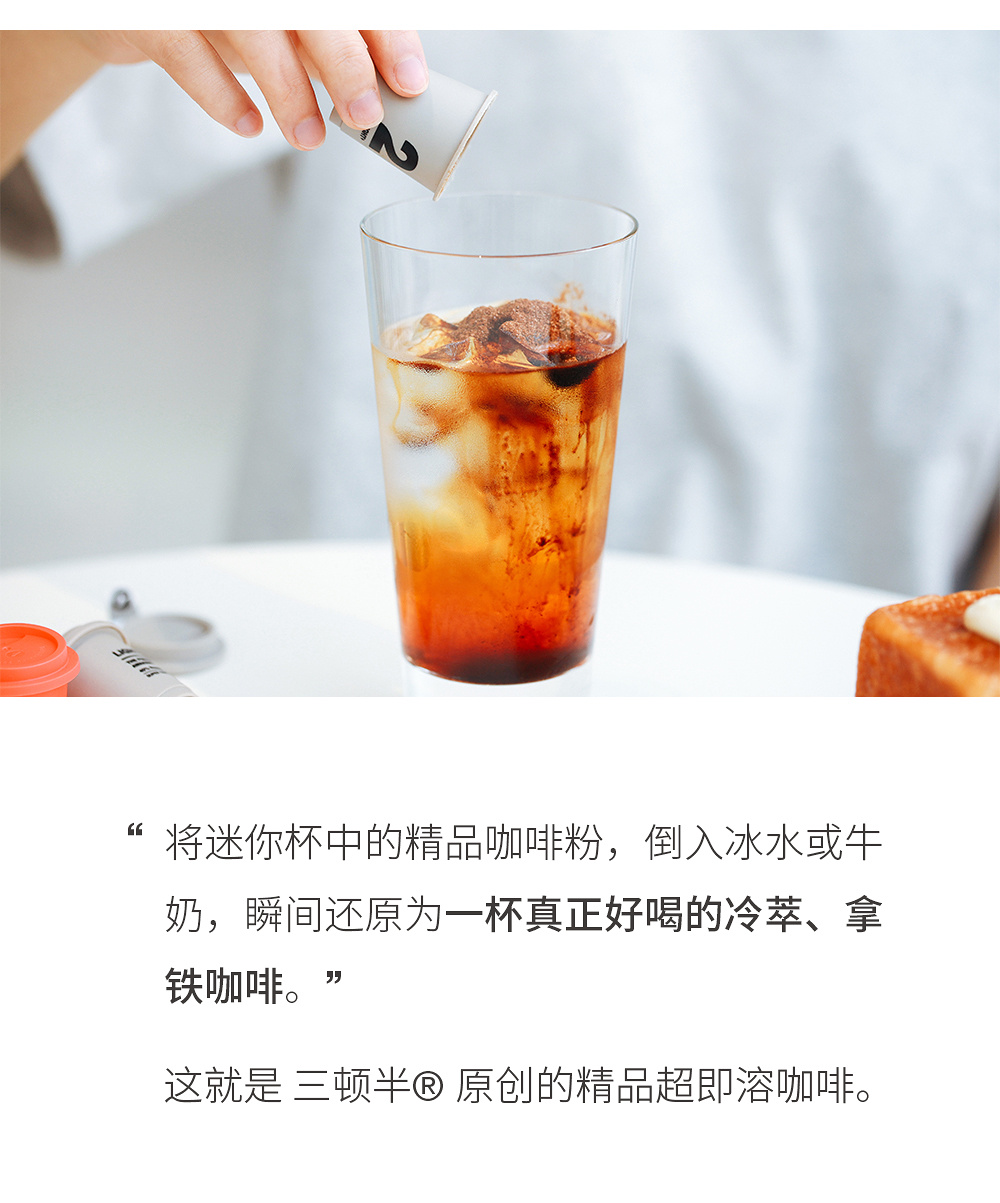 2
“ 将迷你杯中的精品咖啡粉，倒入冰水或牛
奶，瞬间还原为一杯真正好喝的冷萃、拿
铁咖啡。”
这就是 三顿半® 原创的精品超即溶咖啡。